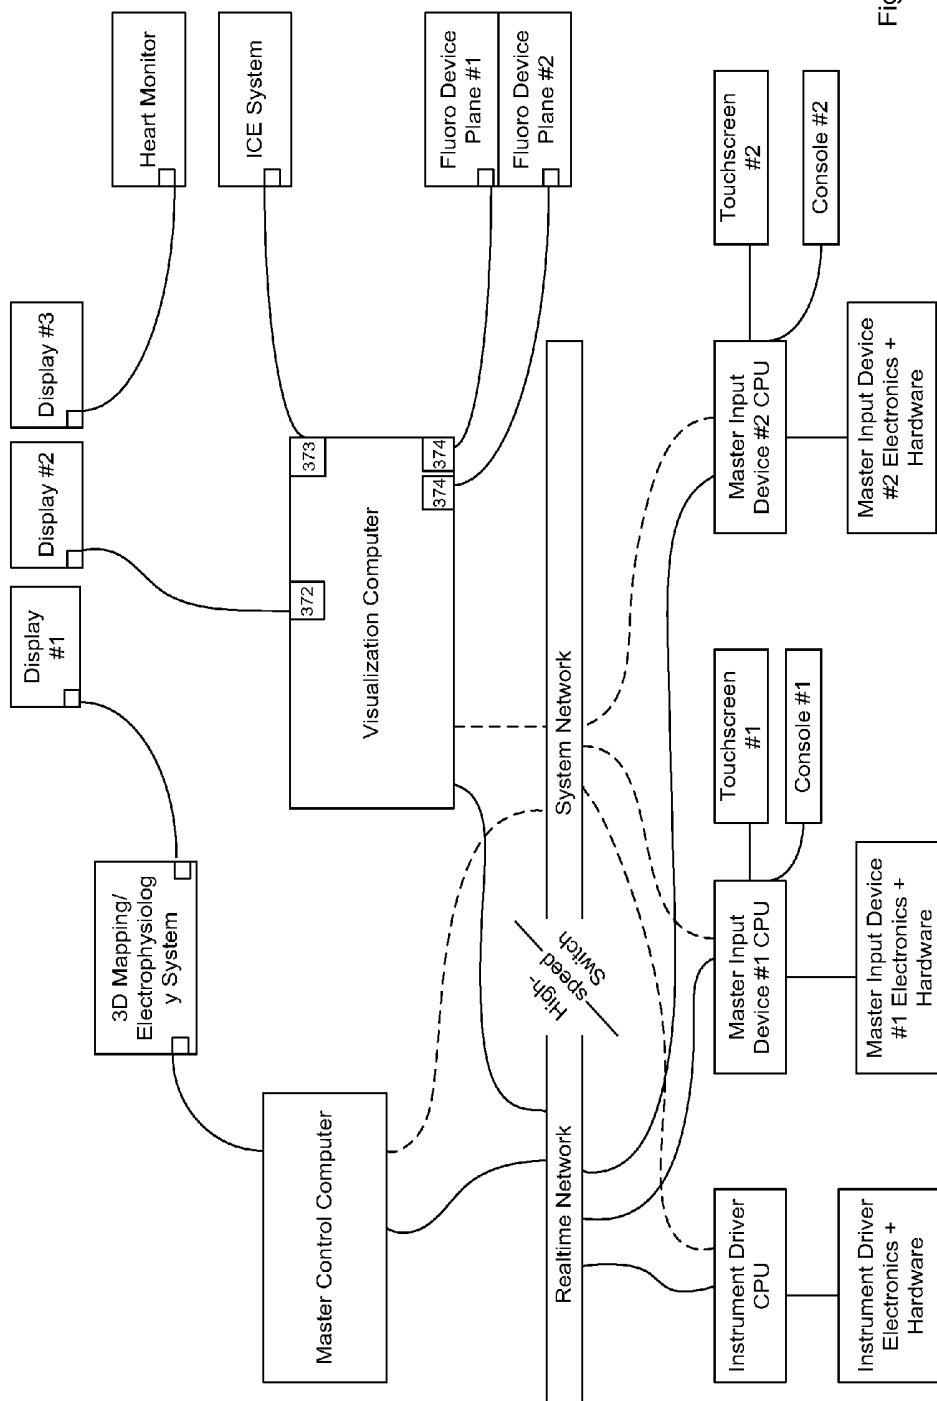 Display
#1
Display #2
Display #3
Heart Monitor
3D Mapping/
Electrophysiolog
y System
ICE System
Master Control Computer
Visualization Computer
372
373
374
374
Fluoro Device
Plane #1
Fluoro Device
Plane #2
Realtime Network
High-
speed
Switch
System Network
Instrument Driver
CPU
Master Input
Device #1 CPU
Touchscreen
#1
Console #1
Master Input
Device #2 CPU
Touchscreen
#2
Console #2
Instrument Driver
Electronics +
Hardware
Master Input Device
#1 Electronics +
Hardware
Master Input Device
#2 Electronics +
Hardware
Fig